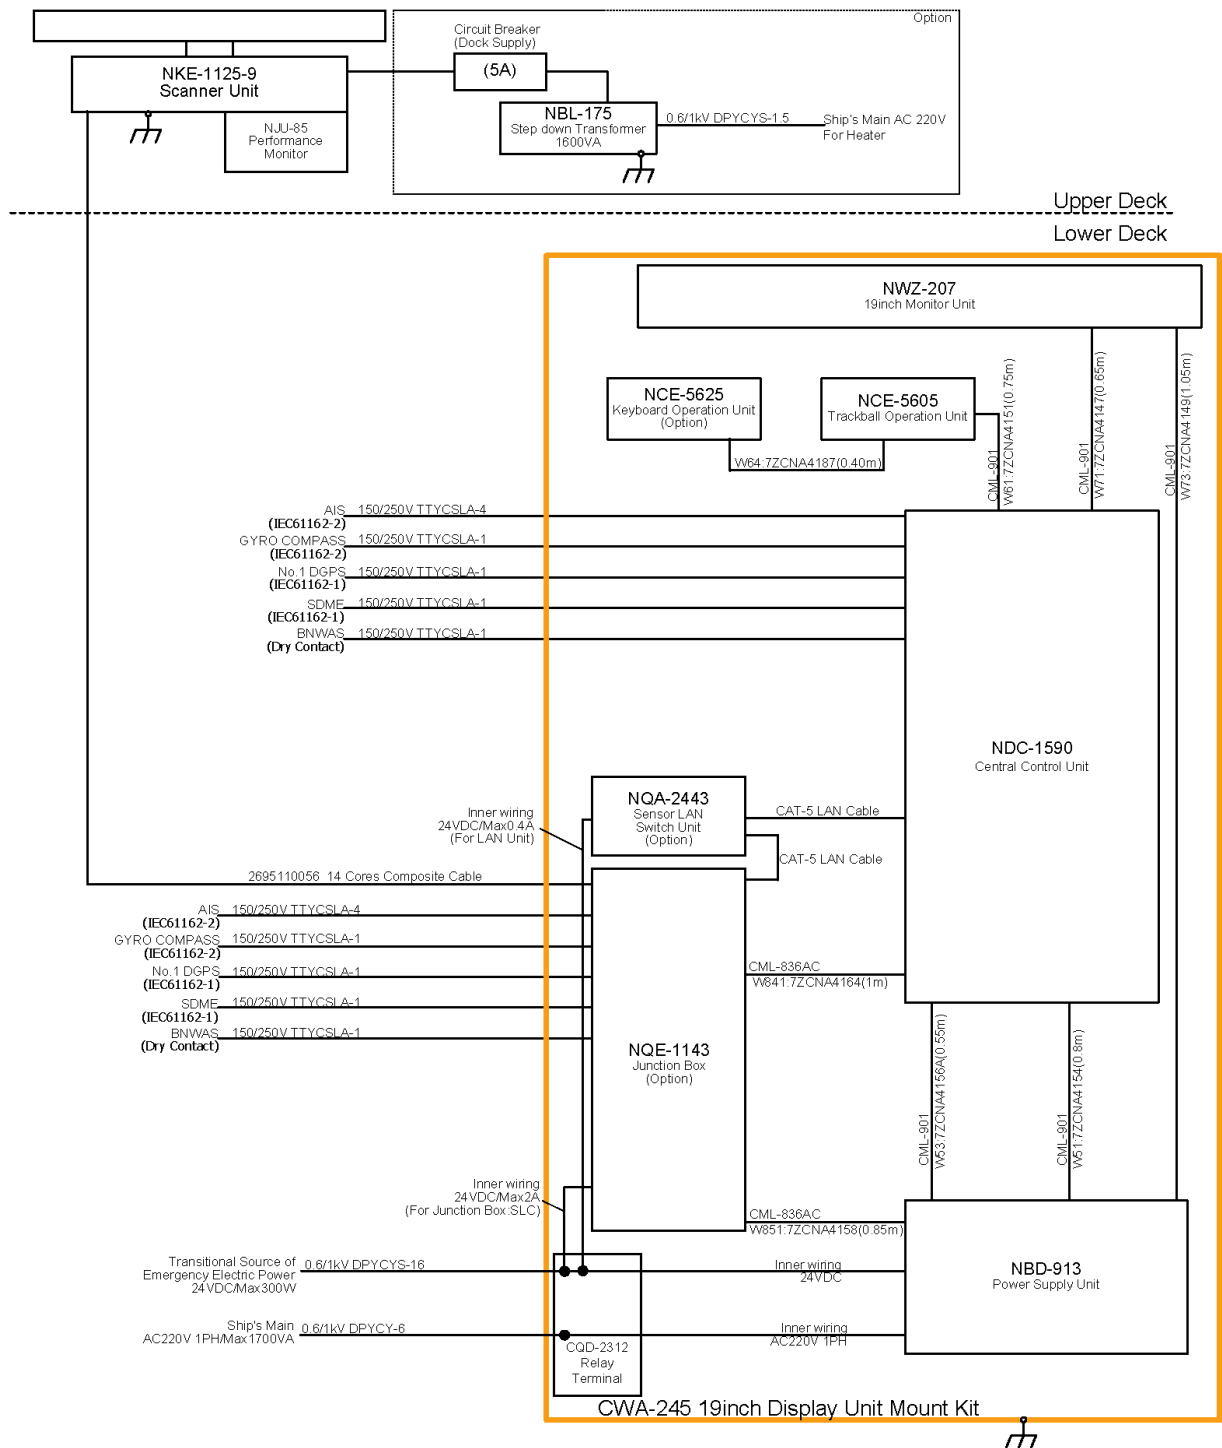 Option
Circuit Breaker
(Dock Supply)
(5A)
NKE-1125-9
Scanner Unit
NJU-85
Performance
Monitor
NBL-175
Step down Transformer
1600VA
0.6/1kV DPYCYS-1.5
Ship's Main AC 220V
For Heater
Upper Deck
Lower Deck
NWZ-207
19inch Monitor Unit
NCE-5625
Keyboard Operation Unit
(Option)
NCE-5605
Trackball Operation Unit
W64:7ZCNA4187(0.40m)
CML-901
W61:7ZCNA4151(0.75m)
CML-901
W71:7ZCNA4147(0.65m)
CML-901
W73:7ZCNA4149(1.05m)
AIS 150/250V TTYCSLA-4
(IEC61162-2)
GYRO COMPASS 150/250V TTYCSLA-1
(IEC61162-2)
No.1 DGPS 150/250V TTYCSLA-1
(IEC61162-1)
SDME 150/250V TTYCSLA-1
(IEC61162-1)
BNWAS 150/250V TTYCSLA-1
(Dry Contact)
NDC-1590
Central Control Unit
NQA-2443
Sensor LAN
Switch Unit
(Option)
CAT-5 LAN Cable
CAT-5 LAN Cable
Inner wiring
24VDC/Max0.4A
(For LAN Unit)
2695110056 14 Cores Composite Cable
AIS 150/250V TTYCSLA-4
(IEC61162-2)
GYRO COMPASS 150/250V TTYCSLA-1
(IEC61162-2)
No.1 DGPS 150/250V TTYCSLA-1
(IEC61162-1)
SDME 150/250V TTYCSLA-1
(IEC61162-1)
BNWAS 150/250V TTYCSLA-1
(Dry Contact)
CML-836AC
W841:7ZCNA4164(1m)
NQE-1143
Junction Box
(Option)
CML-901
W53:7ZCNA4156A(0.55m)
CML-901
W51:7ZCNA4154(0.8m)
Inner wiring
24VDC/Max2A
(For Junction Box:SLC)
CML-836AC
W851:7ZCNA4158(0.85m)
Transitional Source of
Emergency Electric Power
24VDC/Max300W
0.6/1kV DPYCYS-16
Inner wiring
24VDC
NBD-913
Power Supply Unit
Ship's Main
AC220V 1PH/Max1700VA
0.6/1kV DPYCY-6
Inner wiring
AC220V 1PH
CQD-2312
Relay
Terminal
CWA-245 19inch Display Unit Mount Kit